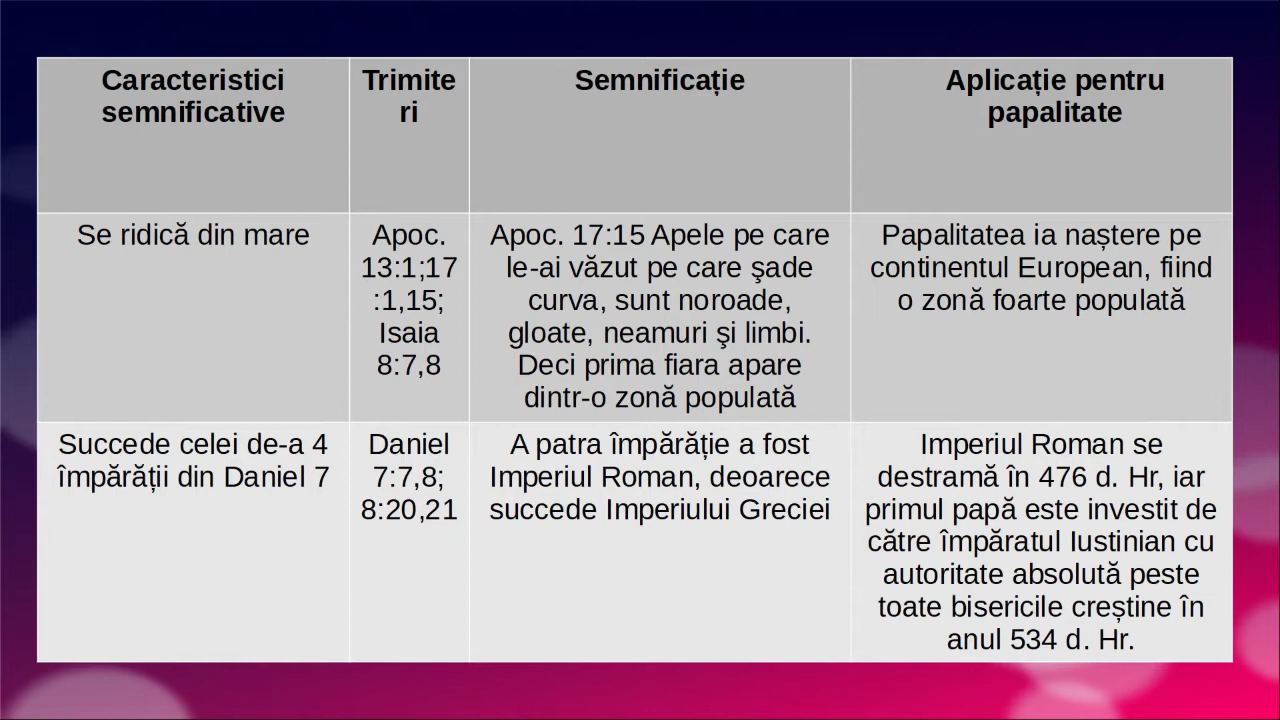 Caracteristici
semnificative
Trimite
ri
Semnificație
Aplicație pentru
papalitate
Se ridică din mare
Apoc.
13:1;17
:1,15;
Isaia
8:7,8
Apoc. 17:15 Apele pe care
le-ai văzut pe care şade
curva, sunt noroade,
gloate, neamuri şi limbi.
Deci prima fiara apare
dintr-o zonă populată
Papalitatea ia naștere pe
continentul European, fiind
o zonă foarte populată
Succede celei de-a 4
împărății din Daniel 7
Daniel
7:7,8;
8:20,21
A patra împărăție a fost
Imperiul Roman, deoarece
succede Imperiului Greciei
Imperiul Roman se
destramă în 476 d. Hr, iar
primul papă este investit de
către împăratul Iustinian cu
autoritate absolută peste
toate bisericile creștine în
anul 534 d. Hr.